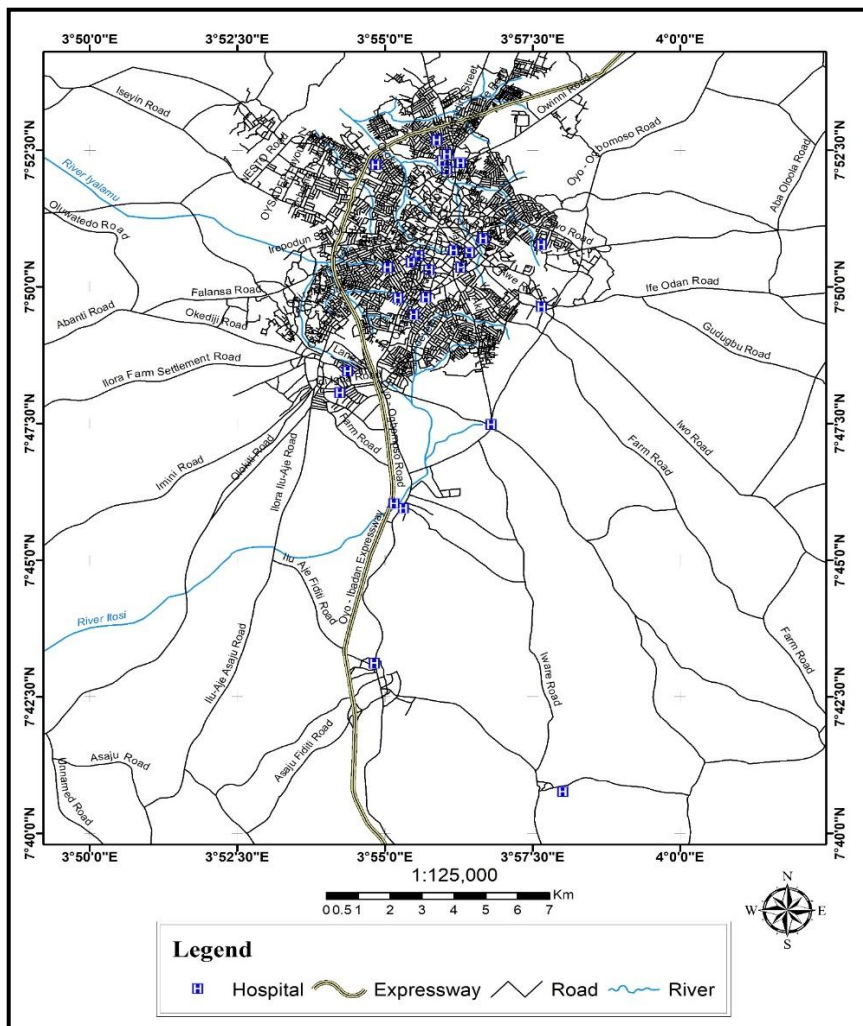 3°50'0"E 3°52'30"E 3°55'0"E 3°57'30"E 4°0'0"E
Street
Iseyin Road
Owinni Road
7°52'30"N
7°52'30"N
Oyo - Ogbomoso Road
Aba Oloola Road
River Iyalamu
Oluwatedo Road
7°50'0"N
7°50'0"N
Falansa Road
Ife Odan Road
Abanti Road
Okediji Road
Gudugbu Road
Ilora Farm Settlement Road
7°47'30"N
7°47'30"N
Farm Road
Oyo - Ogbomoso Road
Farm Road
Iwo Road
Imini Road
Olokiti Road
Ilora Ilu-Aje Road
7°45'0"N
7°45'0"N
Ilu Aje Fiditi Road
Oyo - Ibadan Expressway
River Itosi
Ilu-Aje Asaju Road
Iware Road
Farm Road
7°42'30"N
7°42'30"N
Asaju Road
Asaju Fiditi Road
Unnamed Road
7°40'0"N
7°40'0"N
3°50'0"E 3°52'30"E 3°55'0"E 3°57'30"E 4°0'0"E
1:125,000
Km
0 0.5 1 2 3 4 5 6 7
N
W E
S
Legend
H Hospital Expressway Road River